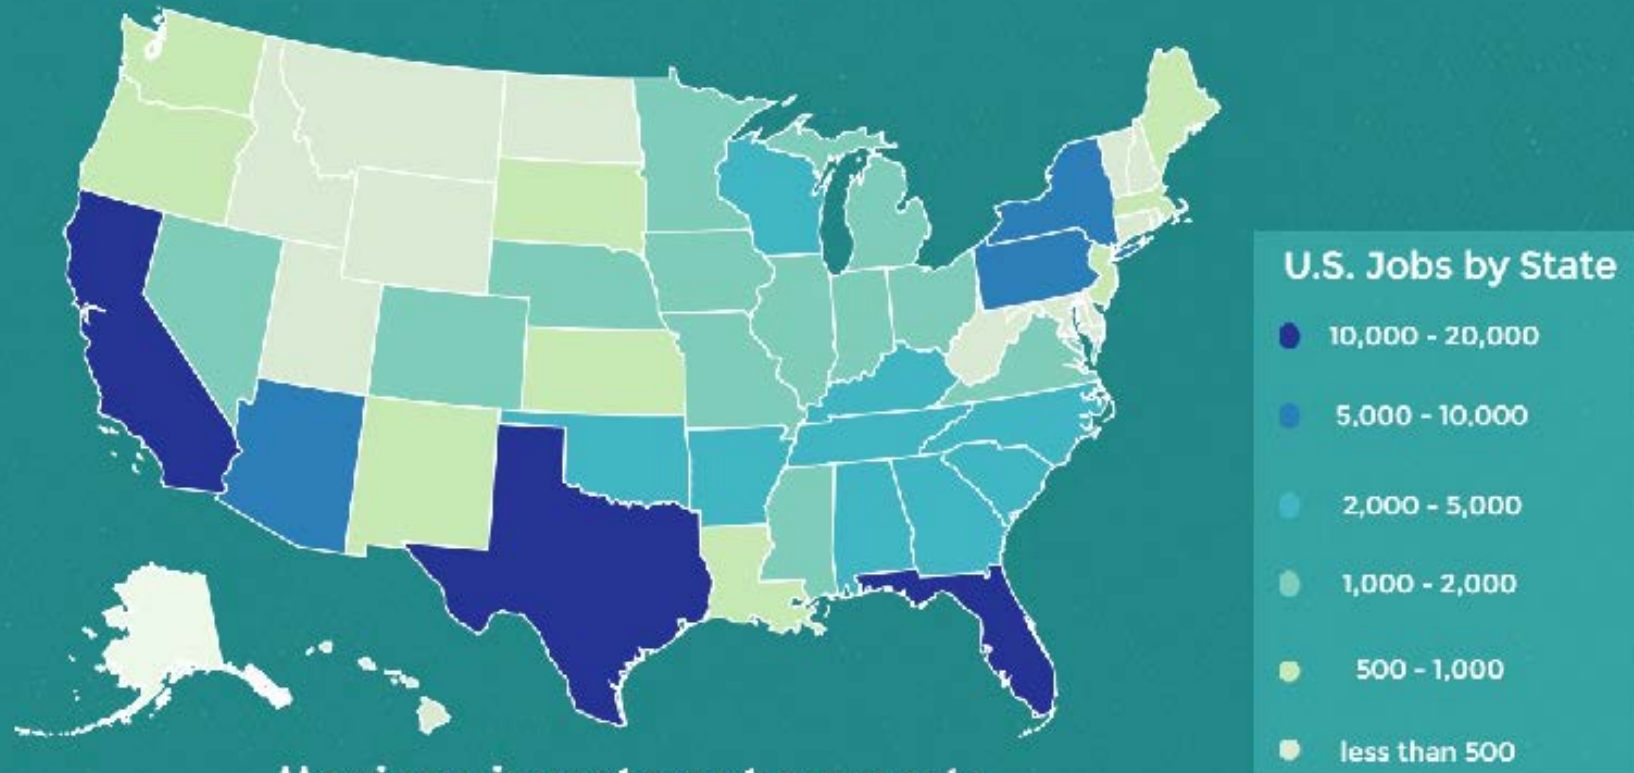 U.S. Jobs by State
10,000 - 20,000
5,000 - 10,000
2,000 - 5,000
1,000 - 2,000
500 - 1,000
less than 500